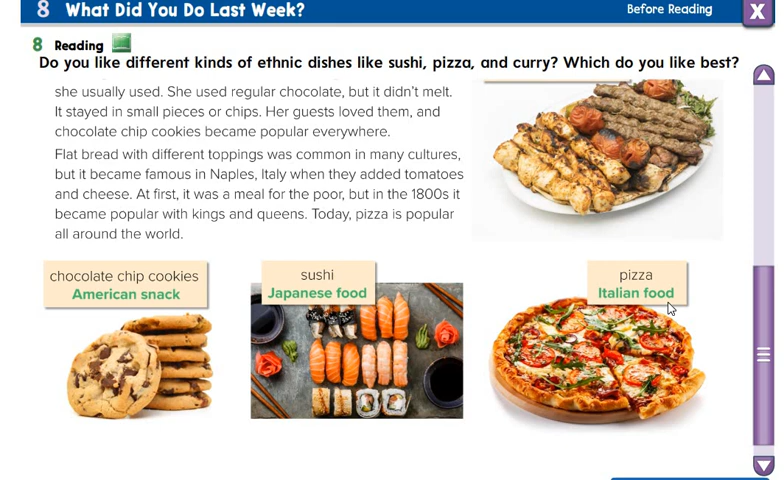 8 What Did You Do Last Week?
Before Reading
X
8 Reading
Do you like different kinds of ethnic dishes like sushi, pizza, and curry? Which do you like best?
she usually used. She used regular chocolate, but it didn't melt.
It stayed in small pieces or chips. Her guests loved them, and
chocolate chip cookies became popular everywhere.
Flat bread with different toppings was common in many cultures,
but it became famous in Naples, Italy when they added tomatoes
and cheese. At first, it was a meal for the poor, but in the 1800s it
became popular with kings and queens. Today, pizza is popular
all around the world.
chocolate chip cookies
American snack
sushi
Japanese food
pizza
Italian food